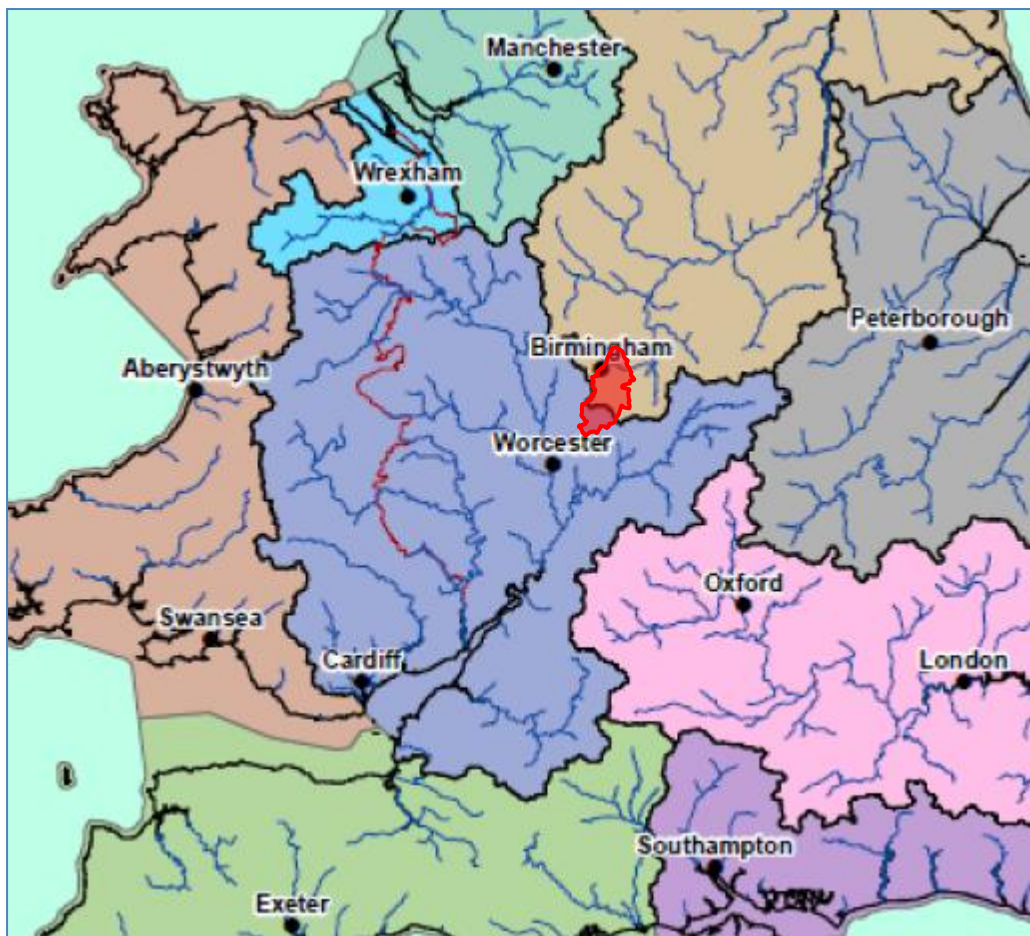 Manchester
Wrexham
Peterborough
Birmingham
Aberystwyth
Worcester
Oxford
Swansea
Cardiff
London
Southampton
Exeter